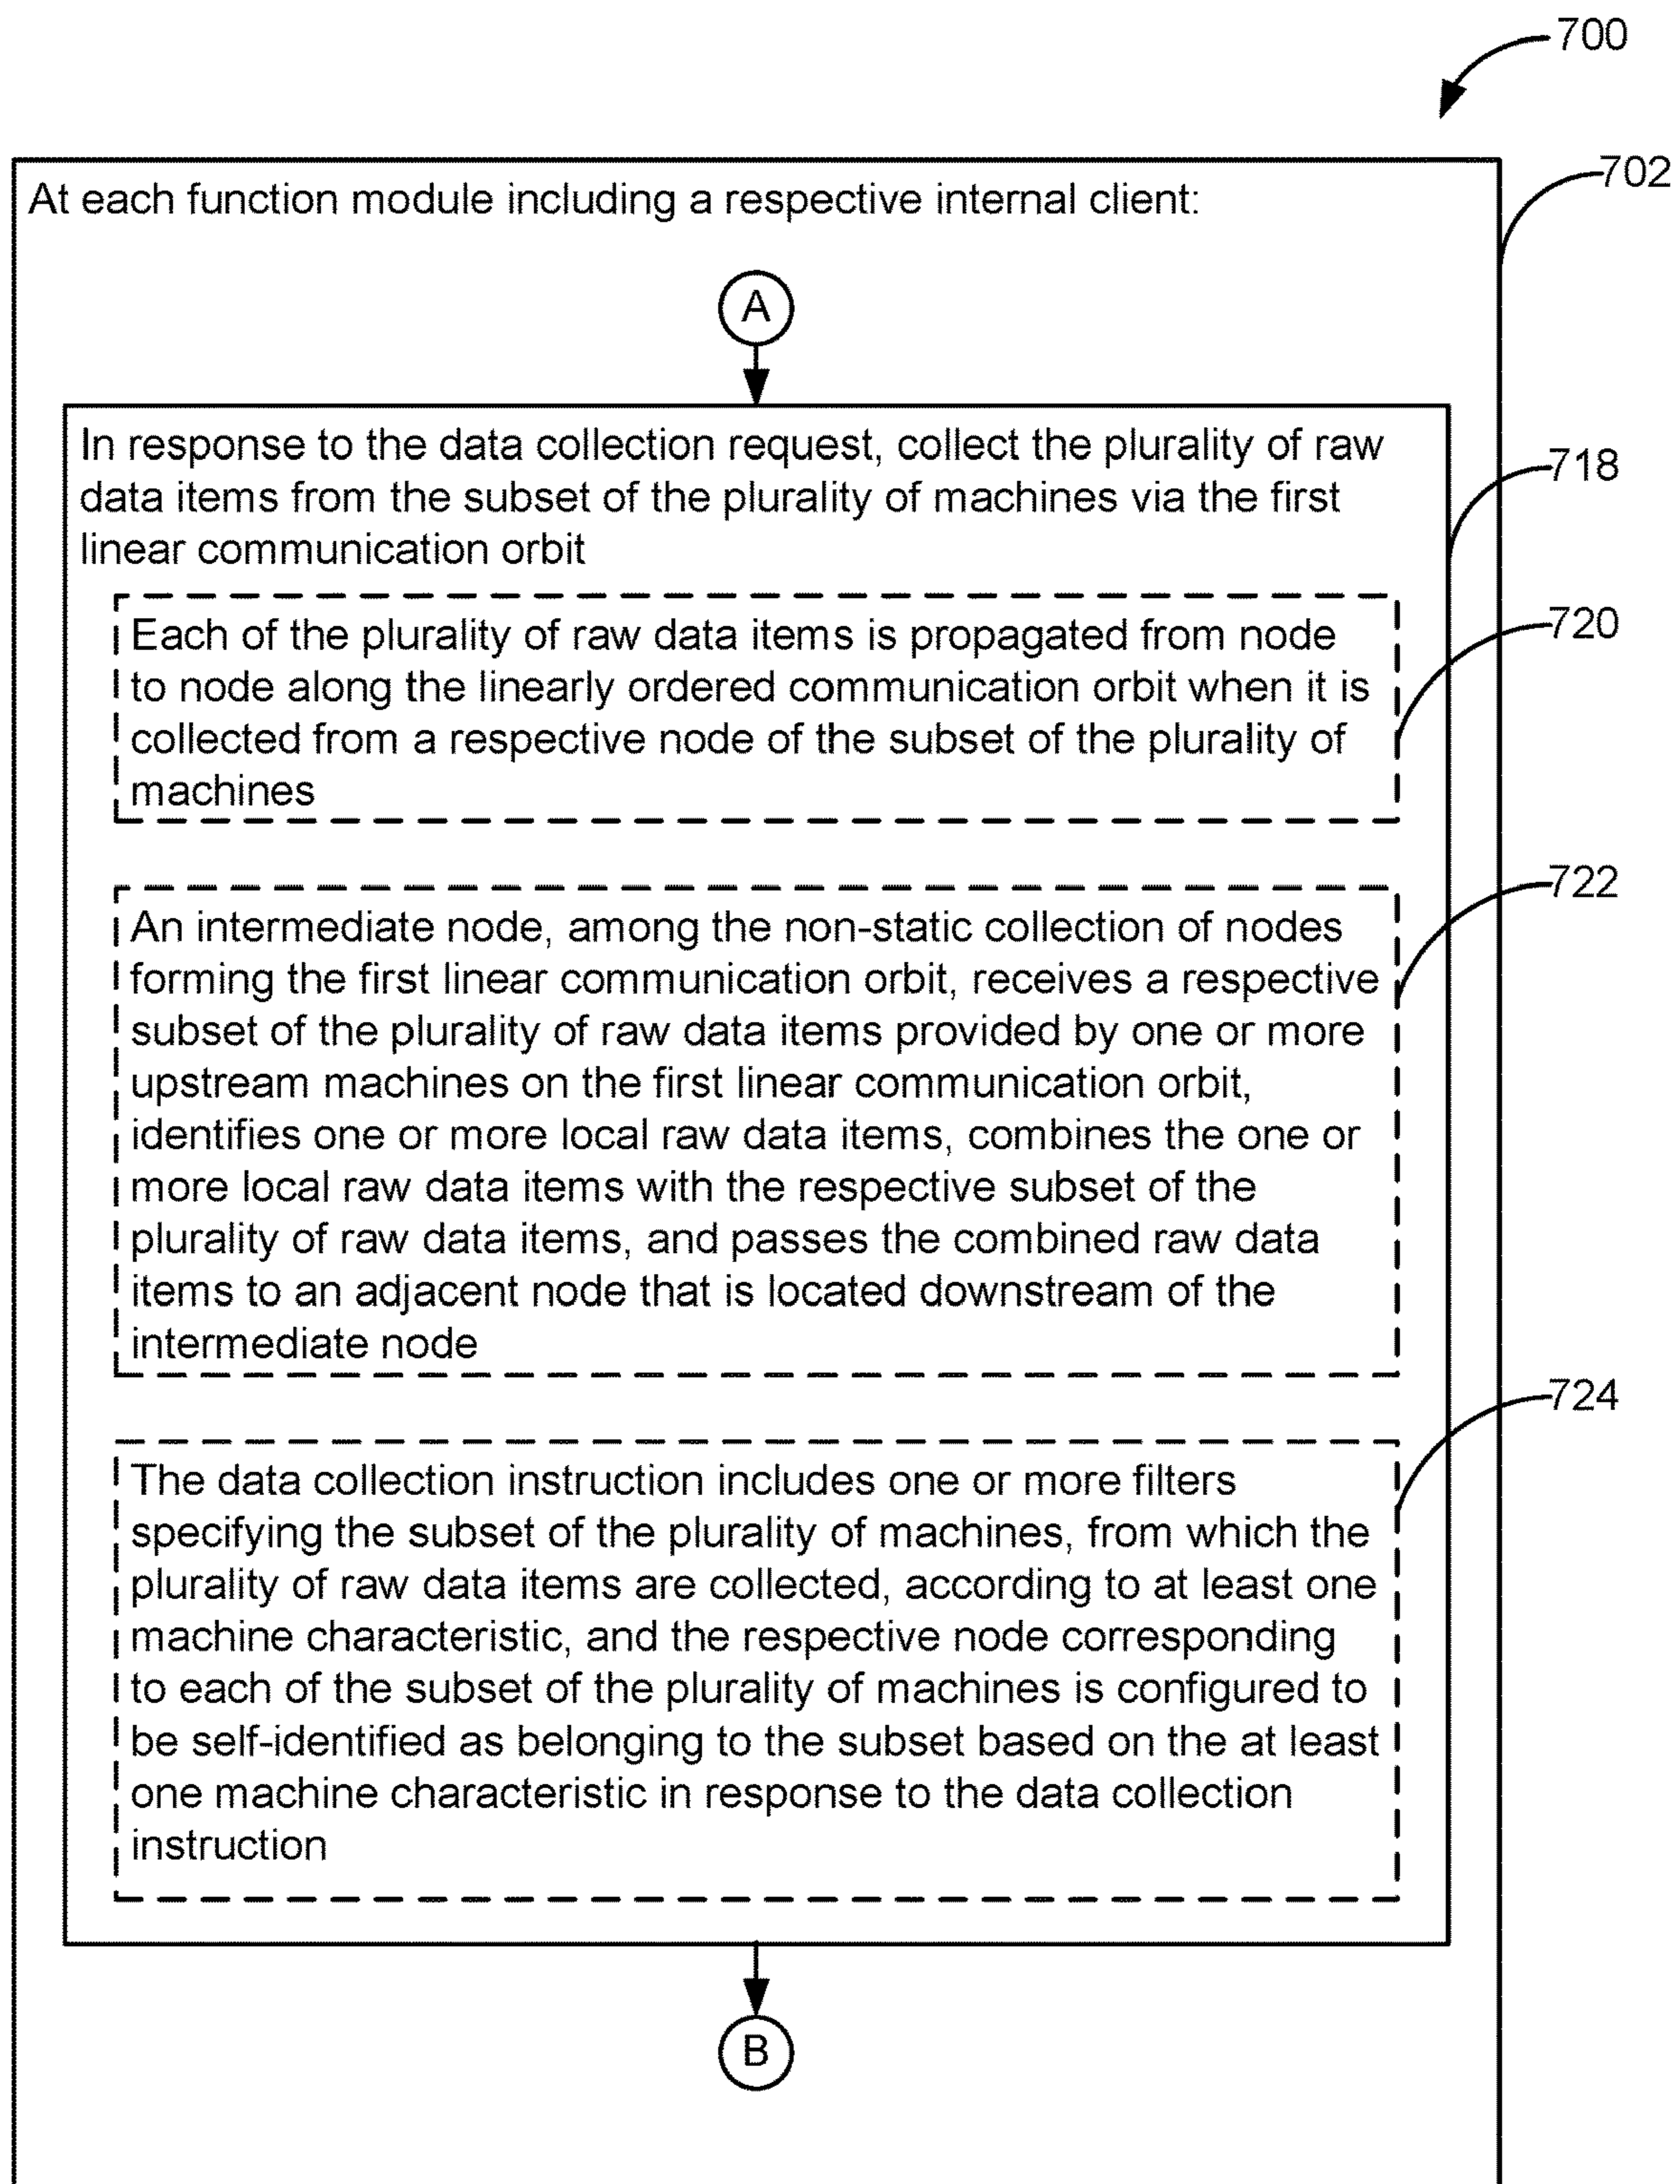 700
702
At each function module including a respective internal client:
A
In response to the data collection request, collect the plurality of raw
data items from the subset of the plurality of machines via the first
linear communication orbit
718
Each of the plurality of raw data items is propagated from node
to node along the linearly ordered communication orbit when it is
collected from a respective node of the subset of the plurality of
machines
720
An intermediate node, among the non-static collection of nodes
forming the first linear communication orbit, receives a respective
subset of the plurality of raw data items provided by one or more
upstream machines on the first linear communication orbit,
identifies one or more local raw data items, combines the one or
more local raw data items with the respective subset of the
plurality of raw data items, and passes the combined raw data
items to an adjacent node that is located downstream of the
intermediate node
722
The data collection instruction includes one or more filters
specifying the subset of the plurality of machines, from which the
plurality of raw data items are collected, according to at least one
machine characteristic, and the respective node corresponding
to each of the subset of the plurality of machines is configured to
be self-identified as belonging to the subset based on the at least
one machine characteristic in response to the data collection
instruction
724
B